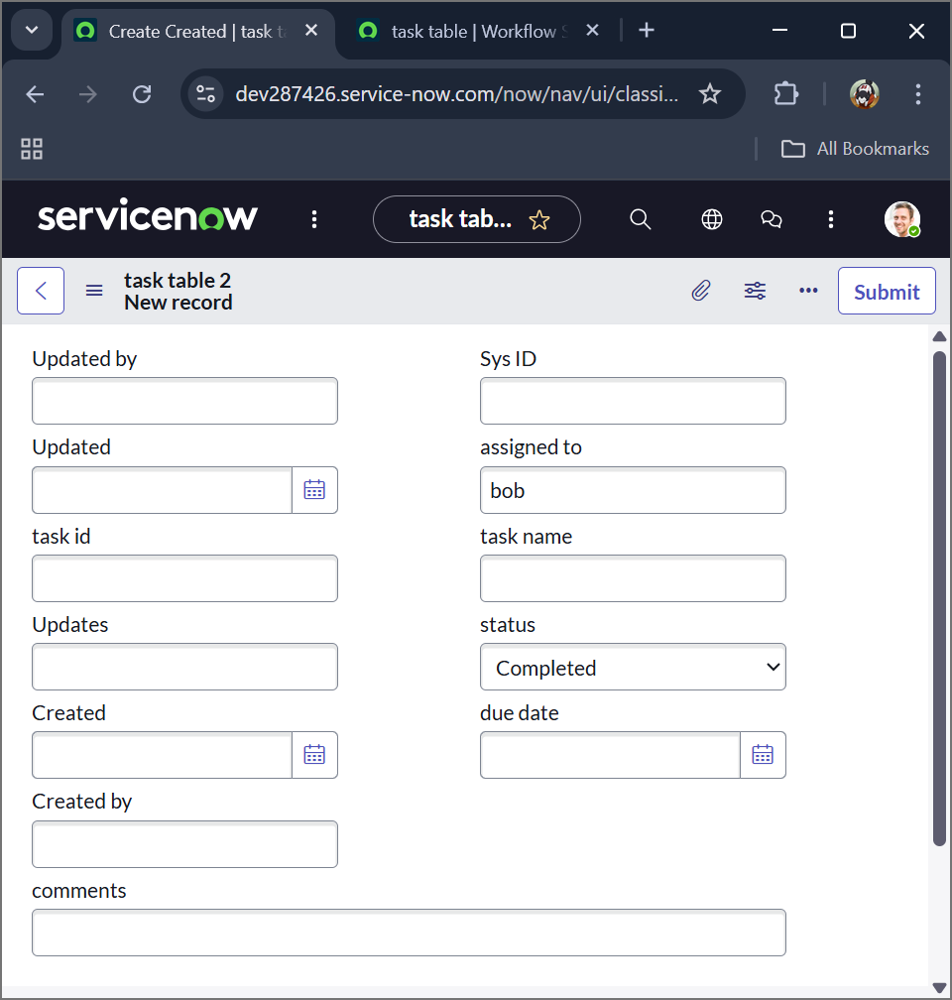 Create Created | task ta
task table | Workflow S
dev287426.service-now.com/now/nav/ui/classi...
All Bookmarks
servicenow
task tab...
task table 2
New record
Submit
Updated by
Sys ID
Updated
assigned to
bob
task id
task name
Updates
status
Completed
Created
due date
Created by
comments